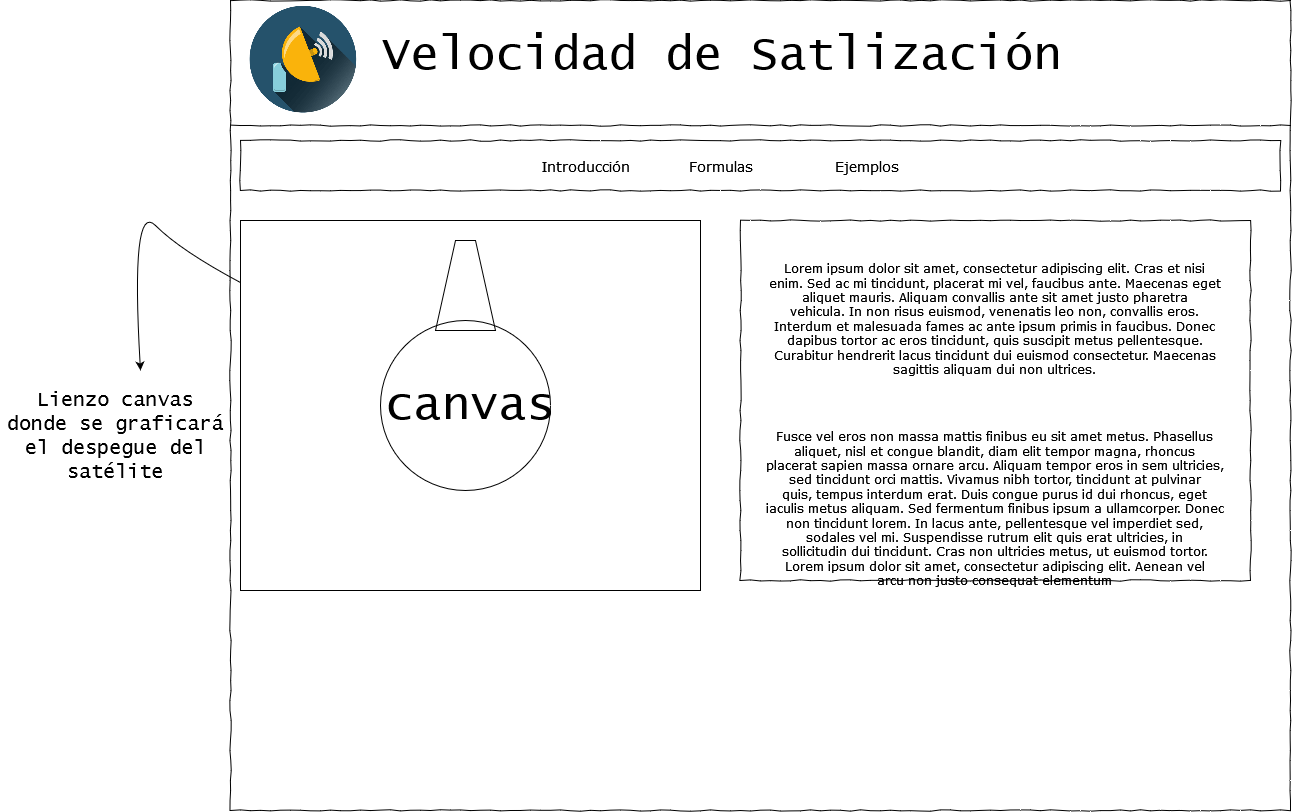 Velocidad de Satlización
Introducción Formulas Ejemplos
canvas
Lienzo canvas
donde se graficará
el despegue del
satélite
Lorem ipsum dolor sit amet, consectetur adipiscing elit. Cras et nisi
enim. Sed ac mi tincidunt, placerat mi vel, faucibus ante. Maecenas eget
aliquet mauris. Aliquam convallis ante sit amet justo pharetra
vehicula. In non risus euismod, venenatis leo non, convallis eros.
Interdum et malesuada fames ac ante ipsum primis in faucibus. Donec
dapibus tortor ac eros tincidunt, quis suscipit metus pellentesque.
Curabitur hendrerit lacus tincidunt dui euismod consectetur. Maecenas
sagittis aliquam dui non ultrices.
Fusce vel eros non massa mattis finibus eu sit amet metus. Phasellus
aliquet, nisl et congue blandit, diam elit tempor magna, rhoncus
placerat sapien massa ornare arcu. Aliquam tempor eros in sem ultricies,
sed tincidunt orci mattis. Vivamus nibh tortor, tincidunt at pulvinar
quis, tempus interdum erat. Duis congue purus id dui rhoncus, eget
iaculis metus aliquam. Sed fermentum finibus ipsum a ullamcorper. Donec
non tincidunt lorem. In lacus ante, pellentesque vel imperdiet sed,
sodales vel mi. Suspendisse rutrum elit quis erat ultricies, in
sollicitudin dui tincidunt. Cras non ultricies metus, ut euismod tortor.
Lorem ipsum dolor sit amet, consectetur adipiscing elit. Aenean vel
arcu non justo consequat elementum